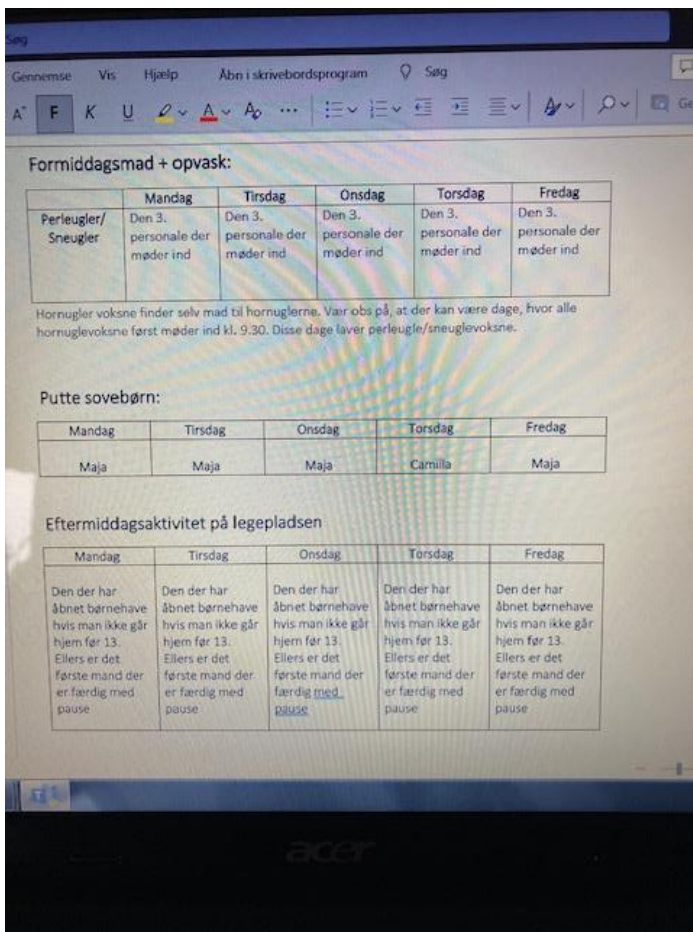 Søg
Gennemse Vis Hjælp Åbn i skrivebordsprogram Søg
A F K U A A
Formiddagsmad + opvask:
Mandag Tirsdag Onsdag Torsdag Fredag
Perleugler/ Den 3. Den 3. Den 3. Den 3. Den 3.
Sneugler personale der personale der personale der personale der personale der
møder ind møder ind møder ind møder ind møder ind
Hornugler voksne finder selv mad til hornuglerne. Vær obs på, at der kan være dage, hvor alle
hornuglevoksne først møder ind kl. 9.30. Disse dage laver perleugle/sneuglevoksne.
Putte sovebørn:
Mandag Tirsdag Onsdag Torsdag Fredag
Maja Maja Maja Camilla Maja
Eftermiddagsaktivitet på legepladsen
Mandag Tirsdag Onsdag Torsdag Fredag
Den der har Den der har Den der har Den der har Den der har
åbnet børnehave åbnet børnehave åbnet børnehave åbnet børnehave åbnet børnehave
hvis man ikke går hvis man ikke går hvis man ikke går hvis man ikke går hvis man ikke går
hjem før 13. hjem før 13. hjem før 13. hjem før 13. hjem før 13.
Ellers er det Ellers er det Ellers er det Ellers er det Ellers er det
første mand der første mand der første mand der første mand der første mand der
er færdig med er færdig med færdig med er færdig med er færdig med
pause pause pause pause pause
acer